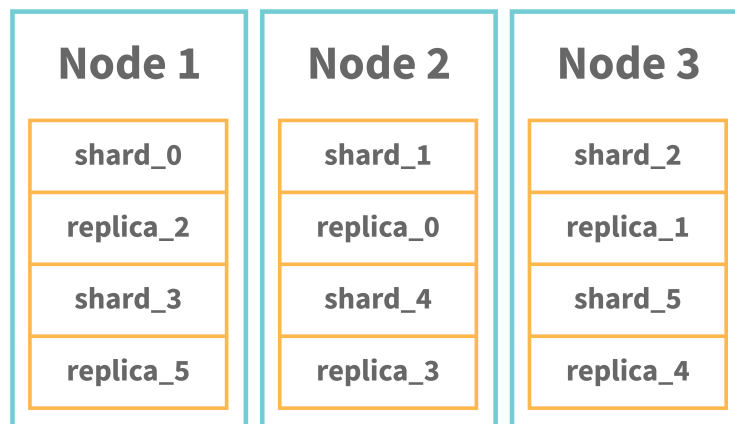 Node 1
shard_0
replica_2
shard_3
replica_5
Node 2
shard_1
replica_0
shard_4
replica_3
Node 3
shard_2
replica_1
shard_5
replica_4